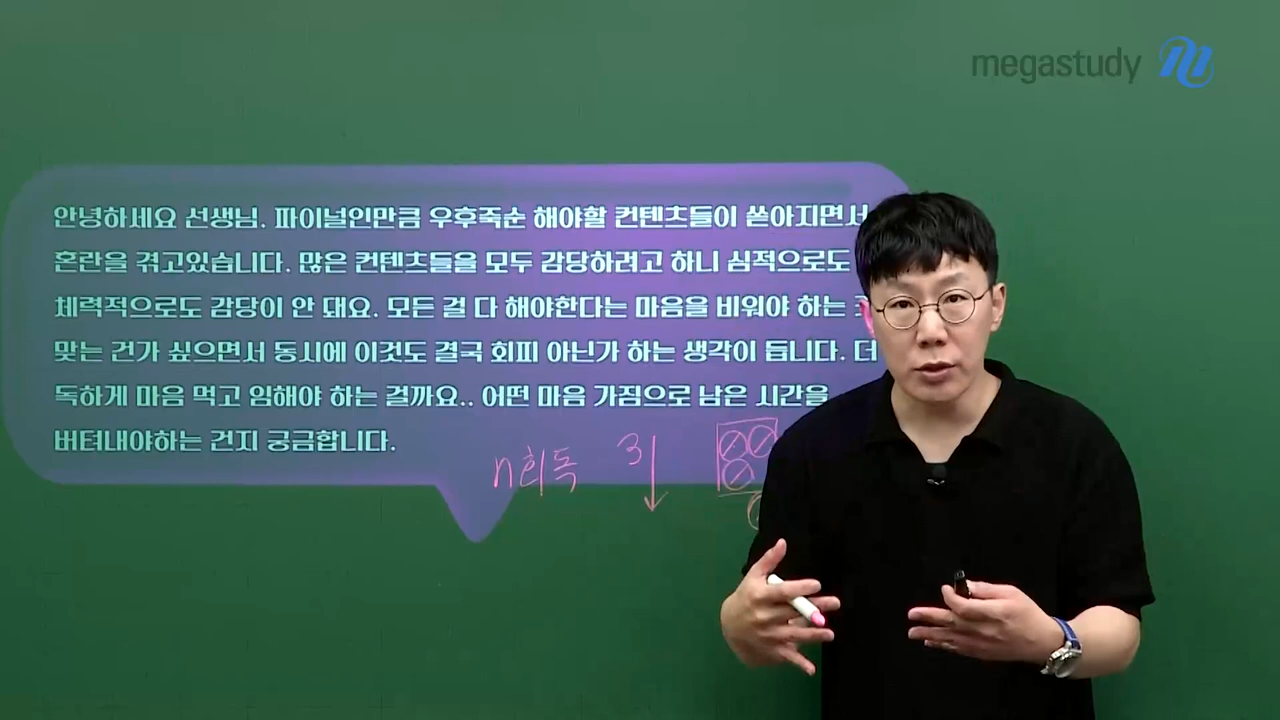 megastudy
안녕하세요 선생님. 파이널인만큼 우후죽순 해야할 컨텐츠들이 쏟아지면서
혼란을 겪고있습니다. 많은 컨텐츠들을 모두 감당하려고 하니 심적으로도
체력적으로도 감당이 안 돼요. 모든 걸 다 해야한다는 마음을 비워야 하는
맞는 건가 싶으면서 동시에 이것도 결국 회피 아닌가 하는 생각이 듭니다. 더
독하게 마음 먹고 임해야 하는 걸까요.. 어떤 마음 가짐으로 남은 시간을
버텨내야하는 건지 궁금합니다.
n회독 3